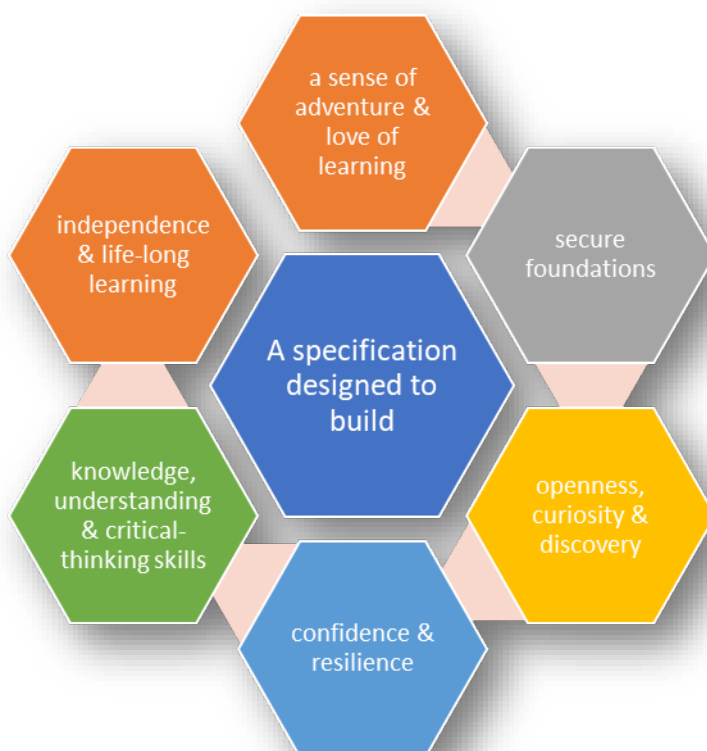 a sense of
adventure & 
love of
learning
secure
foundations
openness,
curiosity &
discovery
confidence &
resilience
knowledge,
understanding
& critical-
thinking skills
independence
& life-long
learning
A specification
designed to
build